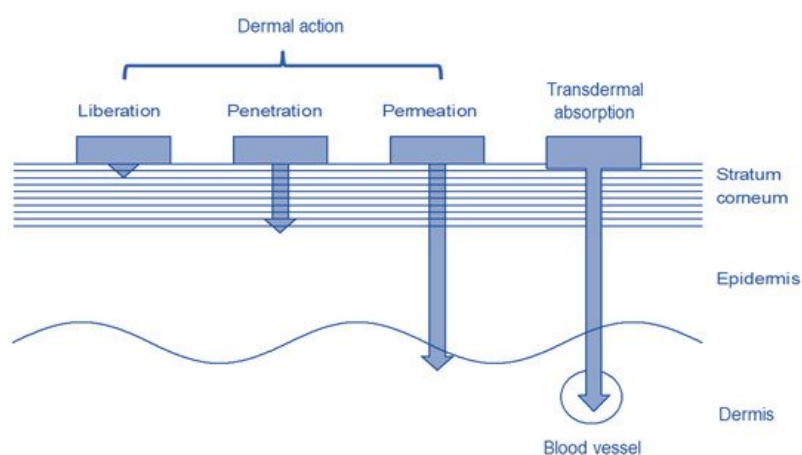 Dermal action
Liberation
Penetration
Permeation
Transdermal
absorption
Stratum
corneum
Epidermis
Dermis
Blood vessel